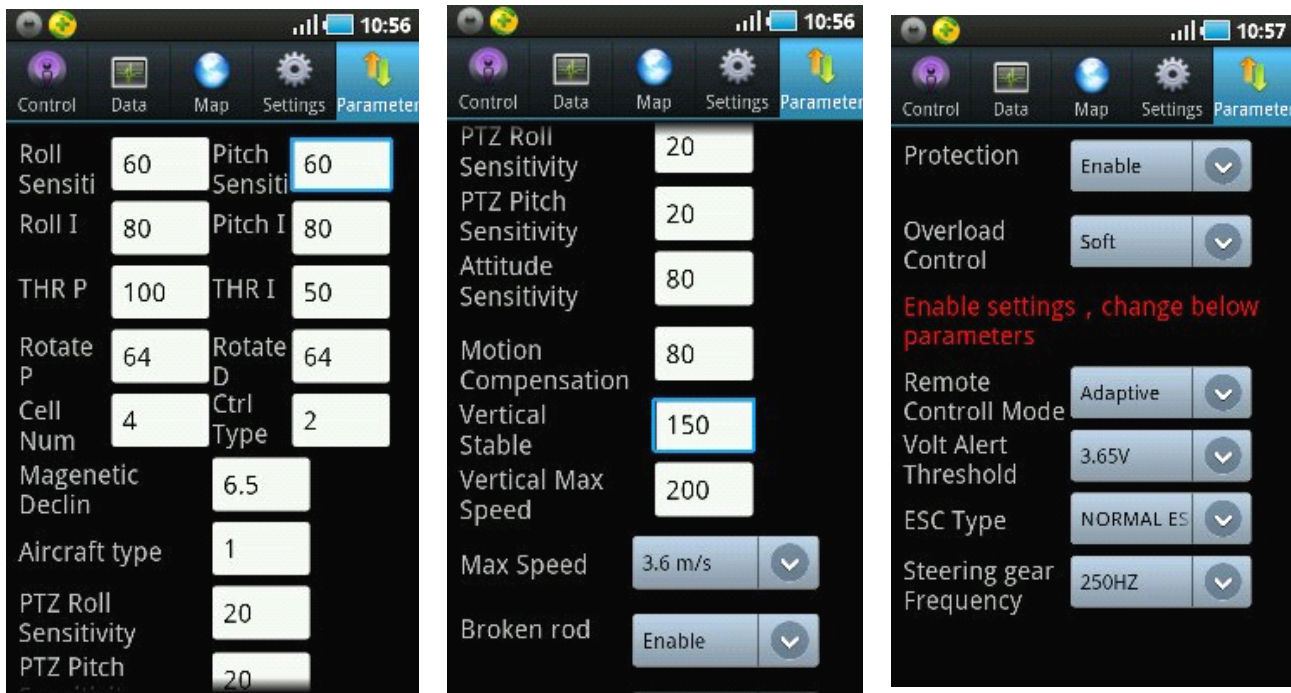 10:56
Control Data Map Settings Parameter
Roll
Sensiti
60
Pitch
Sensiti
60
Roll I
80
Pitch I
80
THR P
100
THR I
50
Rotate
P
64
Rotate
D
64
Cell
Num
4
Ctrl
Type
2
Magenetic
Declin
6.5
Aircraft type
1
PTZ Roll
Sensitivity
20
PTZ Pitch
20
10:56
Control Data Map Settings Parameter
PTZ Roll
Sensitivity
20
PTZ Pitch
Sensitivity
20
Attitude
Sensitivity
80
Motion
Compensation
80
Vertical
Stable
150
Vertical Max
Speed
200
Max Speed
3.6 m/s
Broken rod
Enable
10:57
Control Data Map Settings Paramete
Protection
Enable
Overload
Control
Soft
Enable settings , change below
parameters
Remote
Controll Mode
Adaptive
Volt Alert
Threshold
3.65V
ESC Type
NORMAL ES
Steering gear
Frequency
250HZ